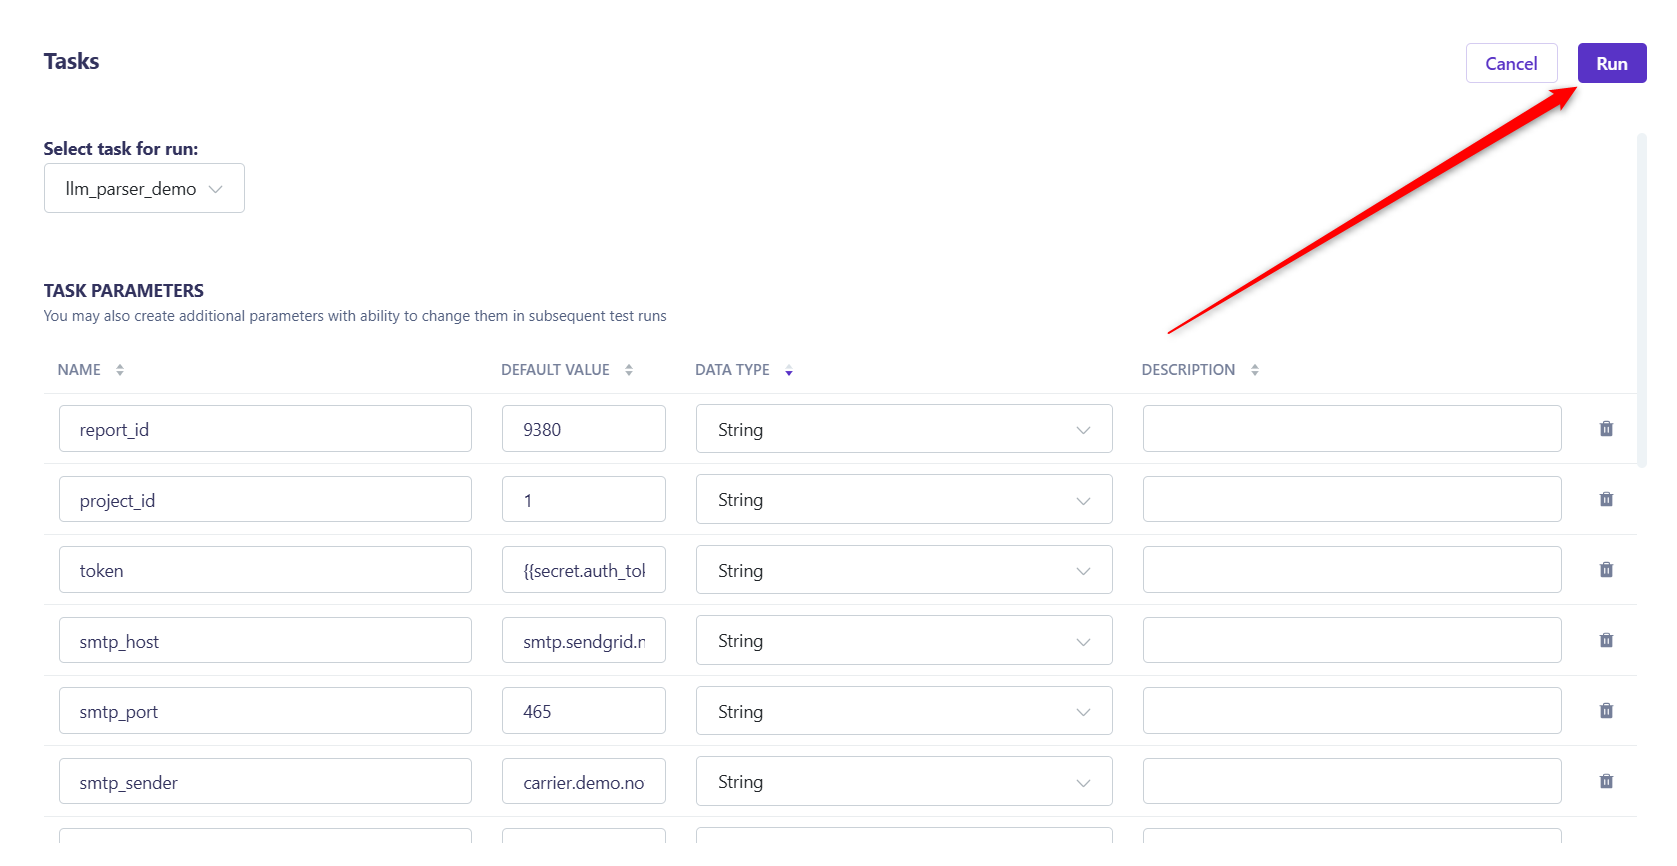 Tasks
Cancel
Run
Select task for run:
llm_parser_demo
TASK PARAMETERS
You may also create additional parameters with ability to change them in subsequent test runs
NAME DEFAULT VALUE DATA TYPE DESCRIPTION
report_id 9380 String
project_id 1 String
token {{secret.auth_tok String
smtp_host smtp.sendgrid.n String
smtp_port 465 String
smtp_sender carrier.demo.no String